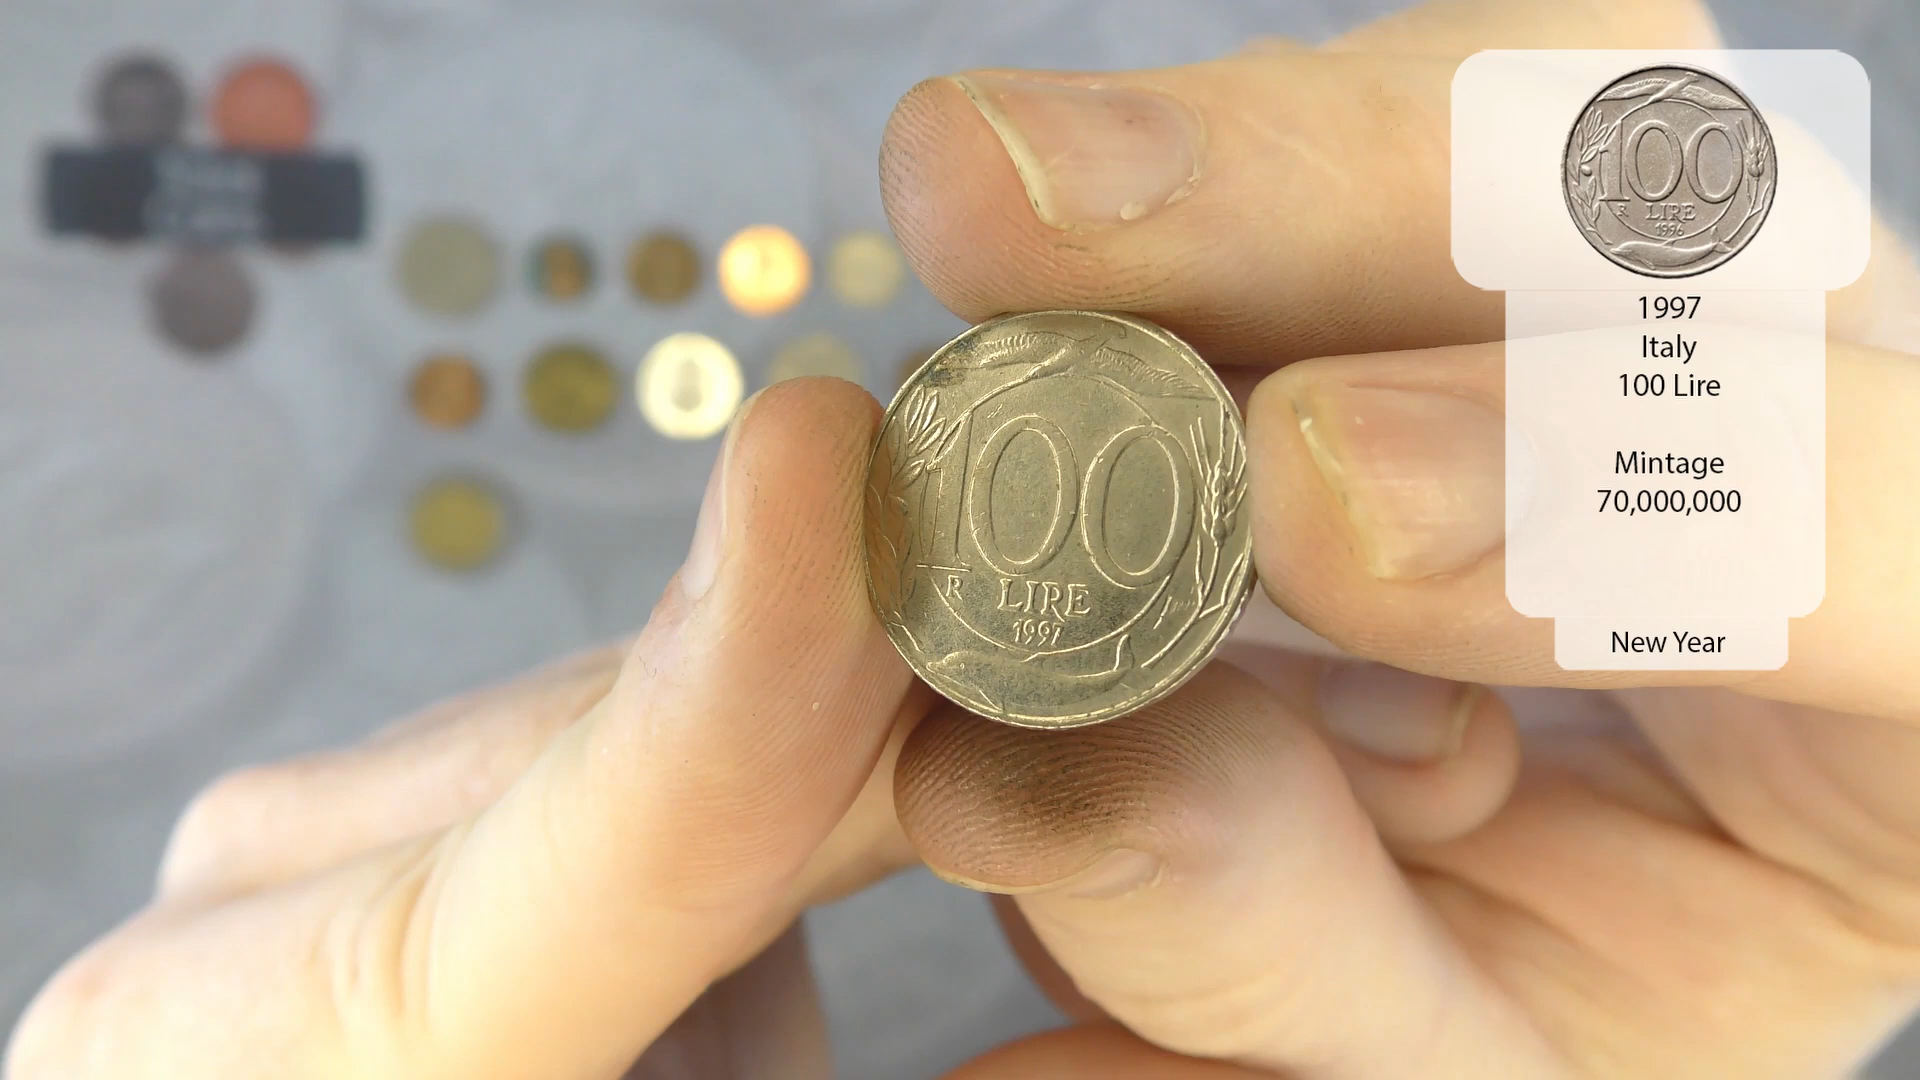 100
R LIRE
1997
100
R LIRE
1996
1997
Italy
100 Lire
Mintage
70,000,000
New Year